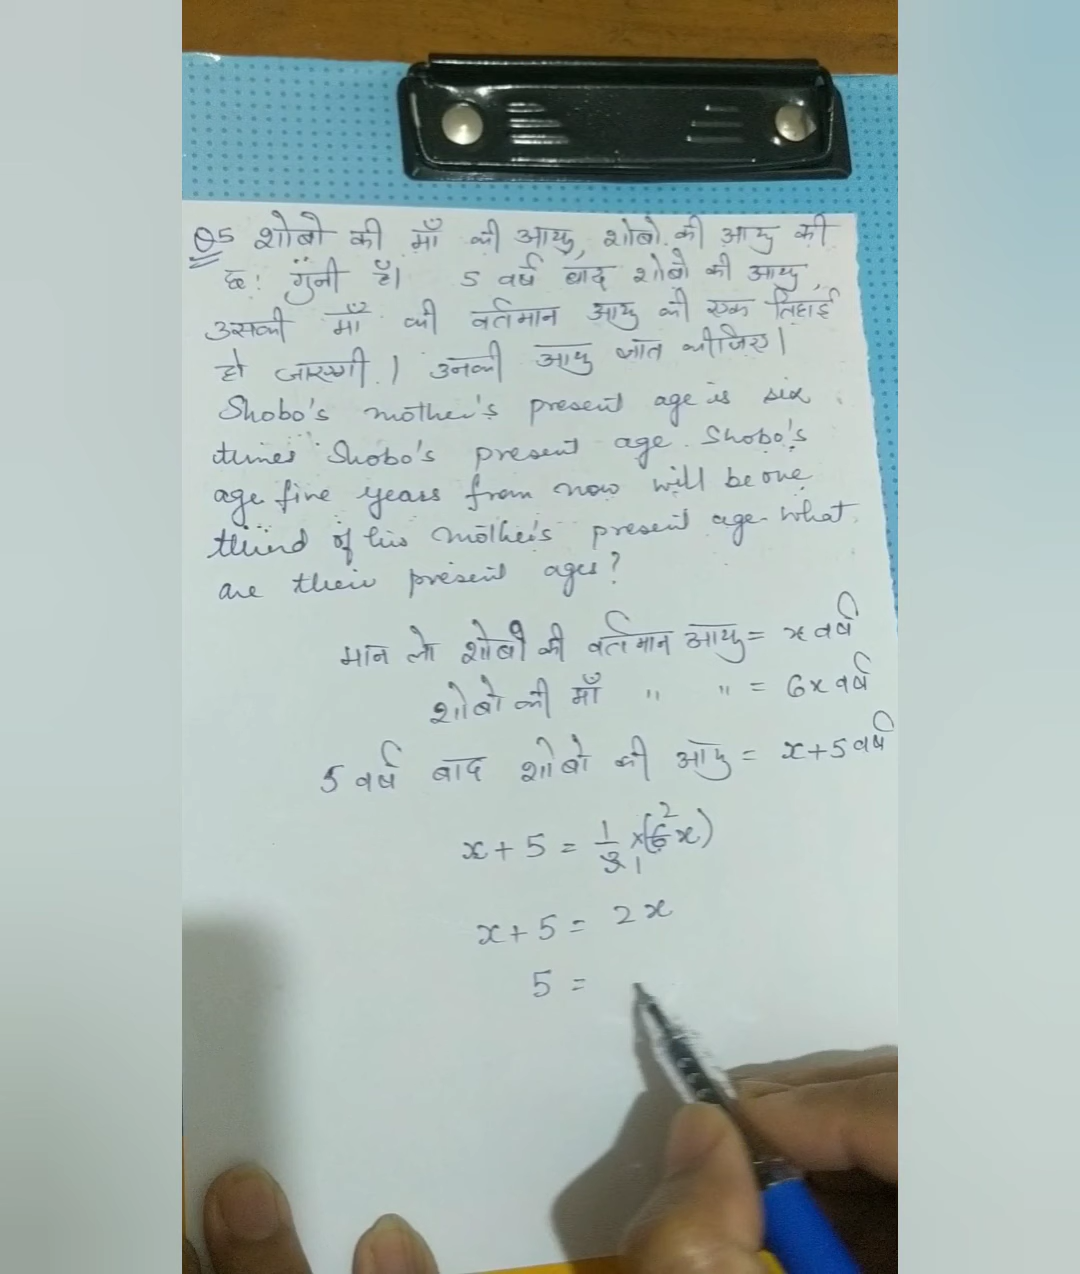 Q5 शोबो की माँ की आयु, शोबो की आयु की
छः गुनी है। 5 वर्ष बाद शोबो की आयु,
उसकी माँ की वर्तमान आयु की एक तिहाई
हो जाएगी। उनकी आयु ज्ञात कीजिए।
Shobo's mother's present age is six
times Shobo's present age. Shobo's
age five years from now will be one
third of his mother's present age. What
are their present ages?
मान लो शोबो की वर्तमान आयु = x वर्ष
शोबो की माँ " " = 6x वर्ष
5 वर्ष बाद शोबो की आयु = x+5 वर्ष
x + 5 = 1/3 × (6x) 2 1
x + 5 = 2x
5 =